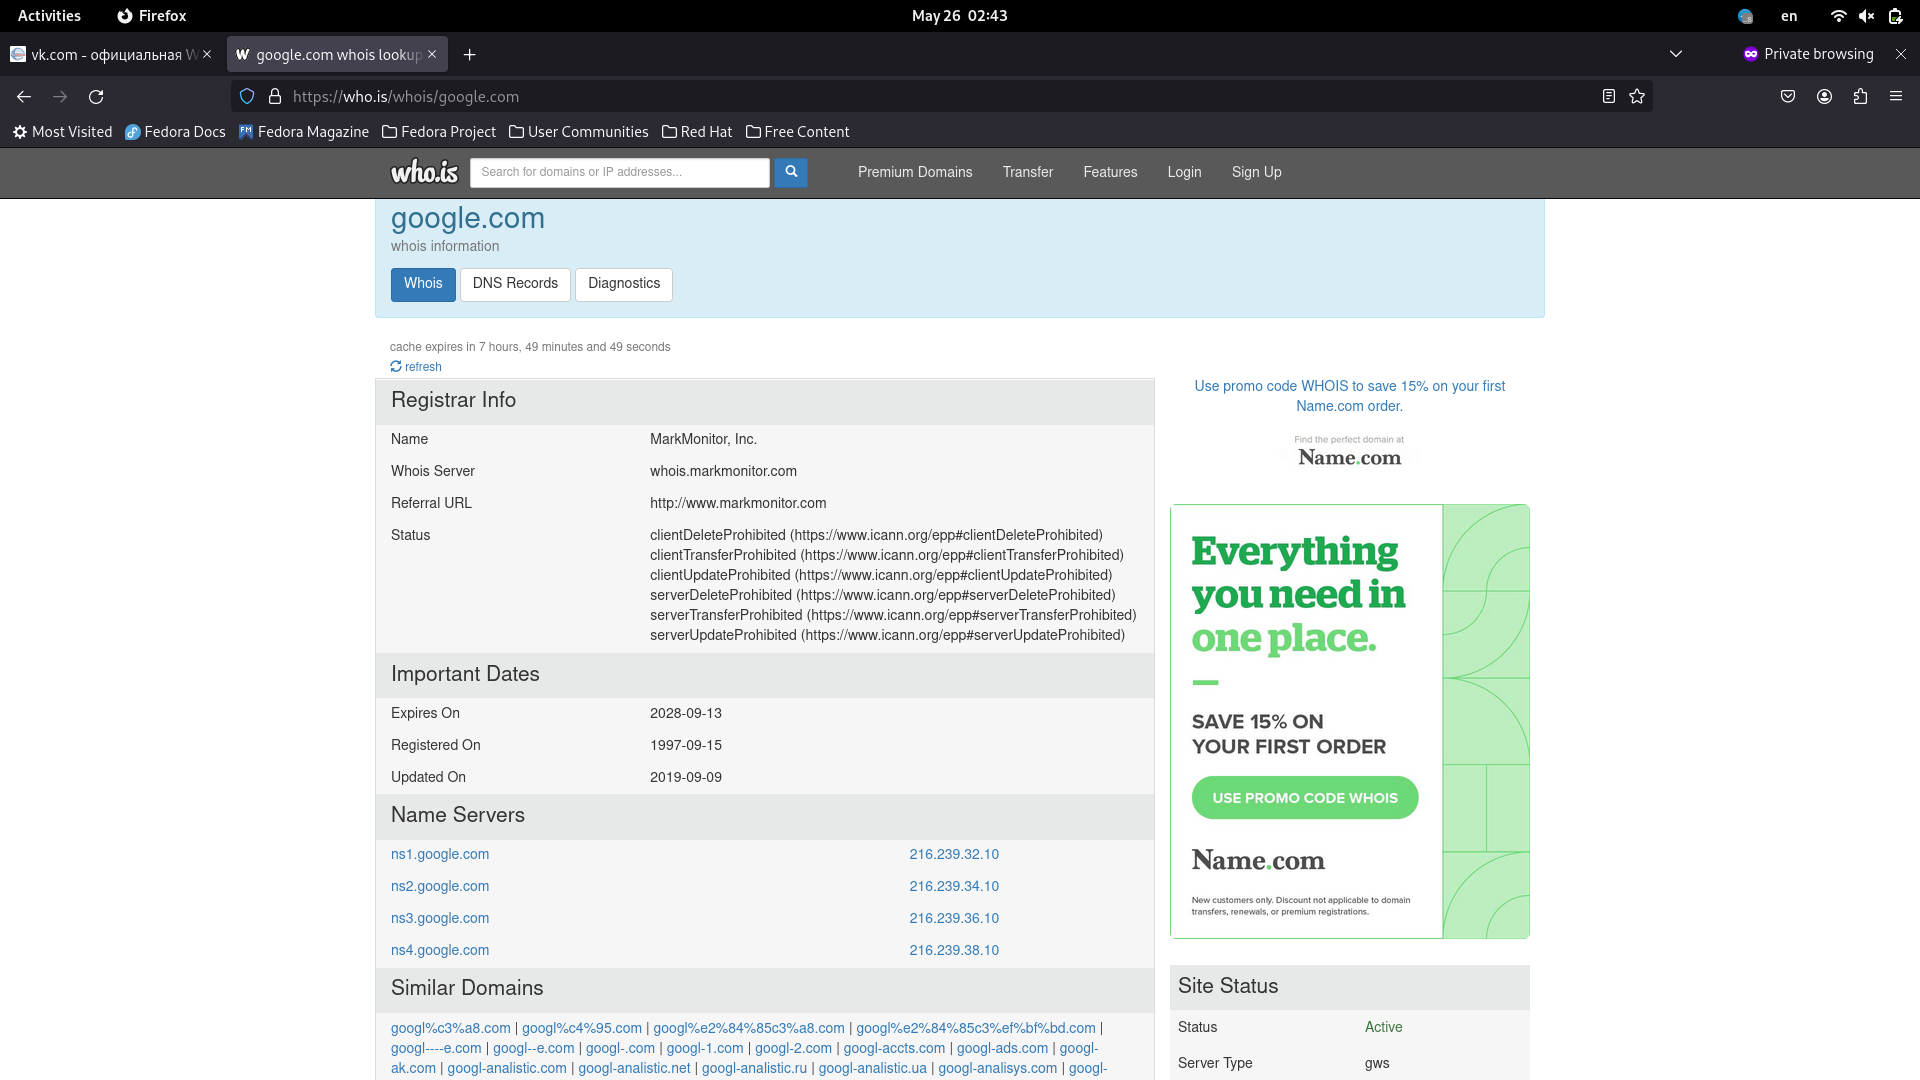 Activities Firefox May 26 02:43 en
vk.com - официальная google.com whois lookup Private browsing
https://who.is/whois/google.com
Most Visited Fedora Docs Fedora Magazine Fedora Project User Communities Red Hat Free Content
who.is Search for domains or IP addresses... Premium Domains Transfer Features Login Sign Up
google.com
whois information
Whois DNS Records Diagnostics
cache expires in 7 hours, 49 minutes and 49 seconds
refresh
Registrar Info
Name MarkMonitor, Inc.
Whois Server whois.markmonitor.com
Referral URL http://www.markmonitor.com
Status clientDeleteProhibited (https://www.icann.org/epp#clientDeleteProhibited)
clientTransferProhibited (https://www.icann.org/epp#clientTransferProhibited)
clientUpdateProhibited (https://www.icann.org/epp#clientUpdateProhibited)
serverDeleteProhibited (https://www.icann.org/epp#serverDeleteProhibited)
serverTransferProhibited (https://www.icann.org/epp#serverTransferProhibited)
serverUpdateProhibited (https://www.icann.org/epp#serverUpdateProhibited)
Important Dates
Expires On 2028-09-13
Registered On 1997-09-15
Updated On 2019-09-09
Name Servers
ns1.google.com 216.239.32.10
ns2.google.com 216.239.34.10
ns3.google.com 216.239.36.10
ns4.google.com 216.239.38.10
Similar Domains
googl%c3%a8.com | googl%c4%95.com | googl%e2%84%85c3%a8.com | googl%e2%84%85c3%ef%bf%bd.com |
googl----e.com | googl--e.com | googl-.com | googl-1.com | googl-2.com | googl-accts.com | googl-ads.com | googl-
ak.com | googl-analistic.com | googl-analistic.net | googl-analistic.ru | googl-analistic.ua | googl-analisys.com | googl-
Use promo code WHOIS to save 15% on your first
Name.com order.
Find the perfect domain at
Name.com
Everything
you need in
one place.
SAVE 15% ON
YOUR FIRST ORDER
USE PROMO CODE WHOIS
Name.com
New customers only. Discount not applicable to domain
transfers, renewals, or premium registrations.
Site Status
Status Active
Server Type gws